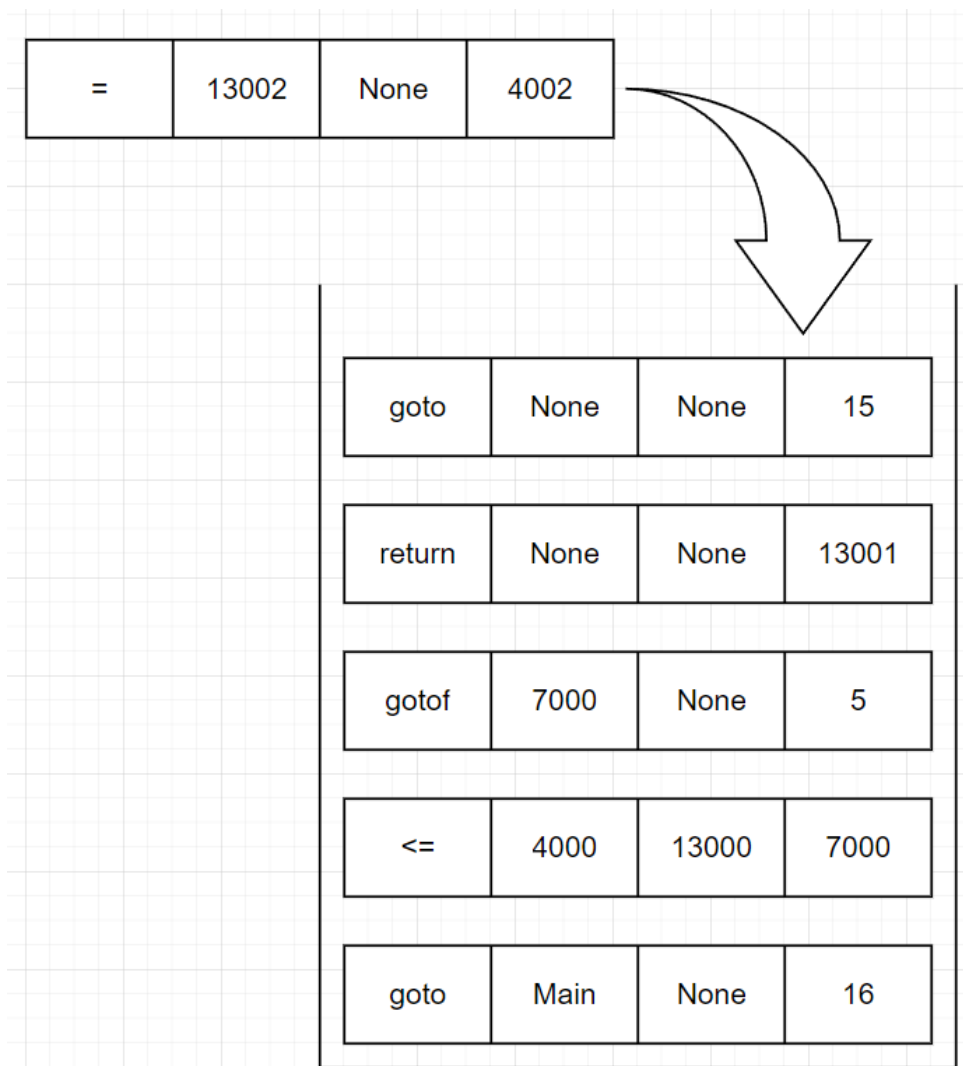 = 13002 None 4002
goto None None 15
return None None 13001
gotof 7000 None 5
<= 4000 13000 7000
goto Main None 16